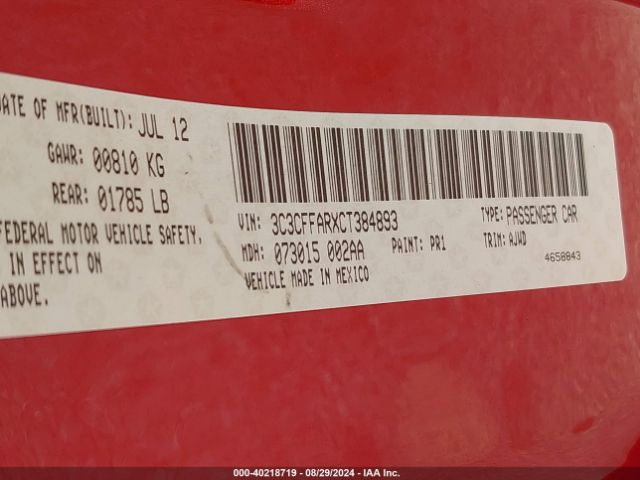 DATE OF MFR(BUILT): JUL 12
GAWR: 00810 KG
REAR: 01785 LB
FEDERAL MOTOR VEHICLE SAFETY,
IN EFFECT ON
ABOVE.
VIN: 3C3CFFARXCT384893
TYPE: PASSENGER CAR
MDH: 073015 002AA
PAINT: PR1
TRIM: AJWD
VEHICLE MADE IN MEXICO
4658843
000-40218719 - 08/29/2024 - IAA Inc.